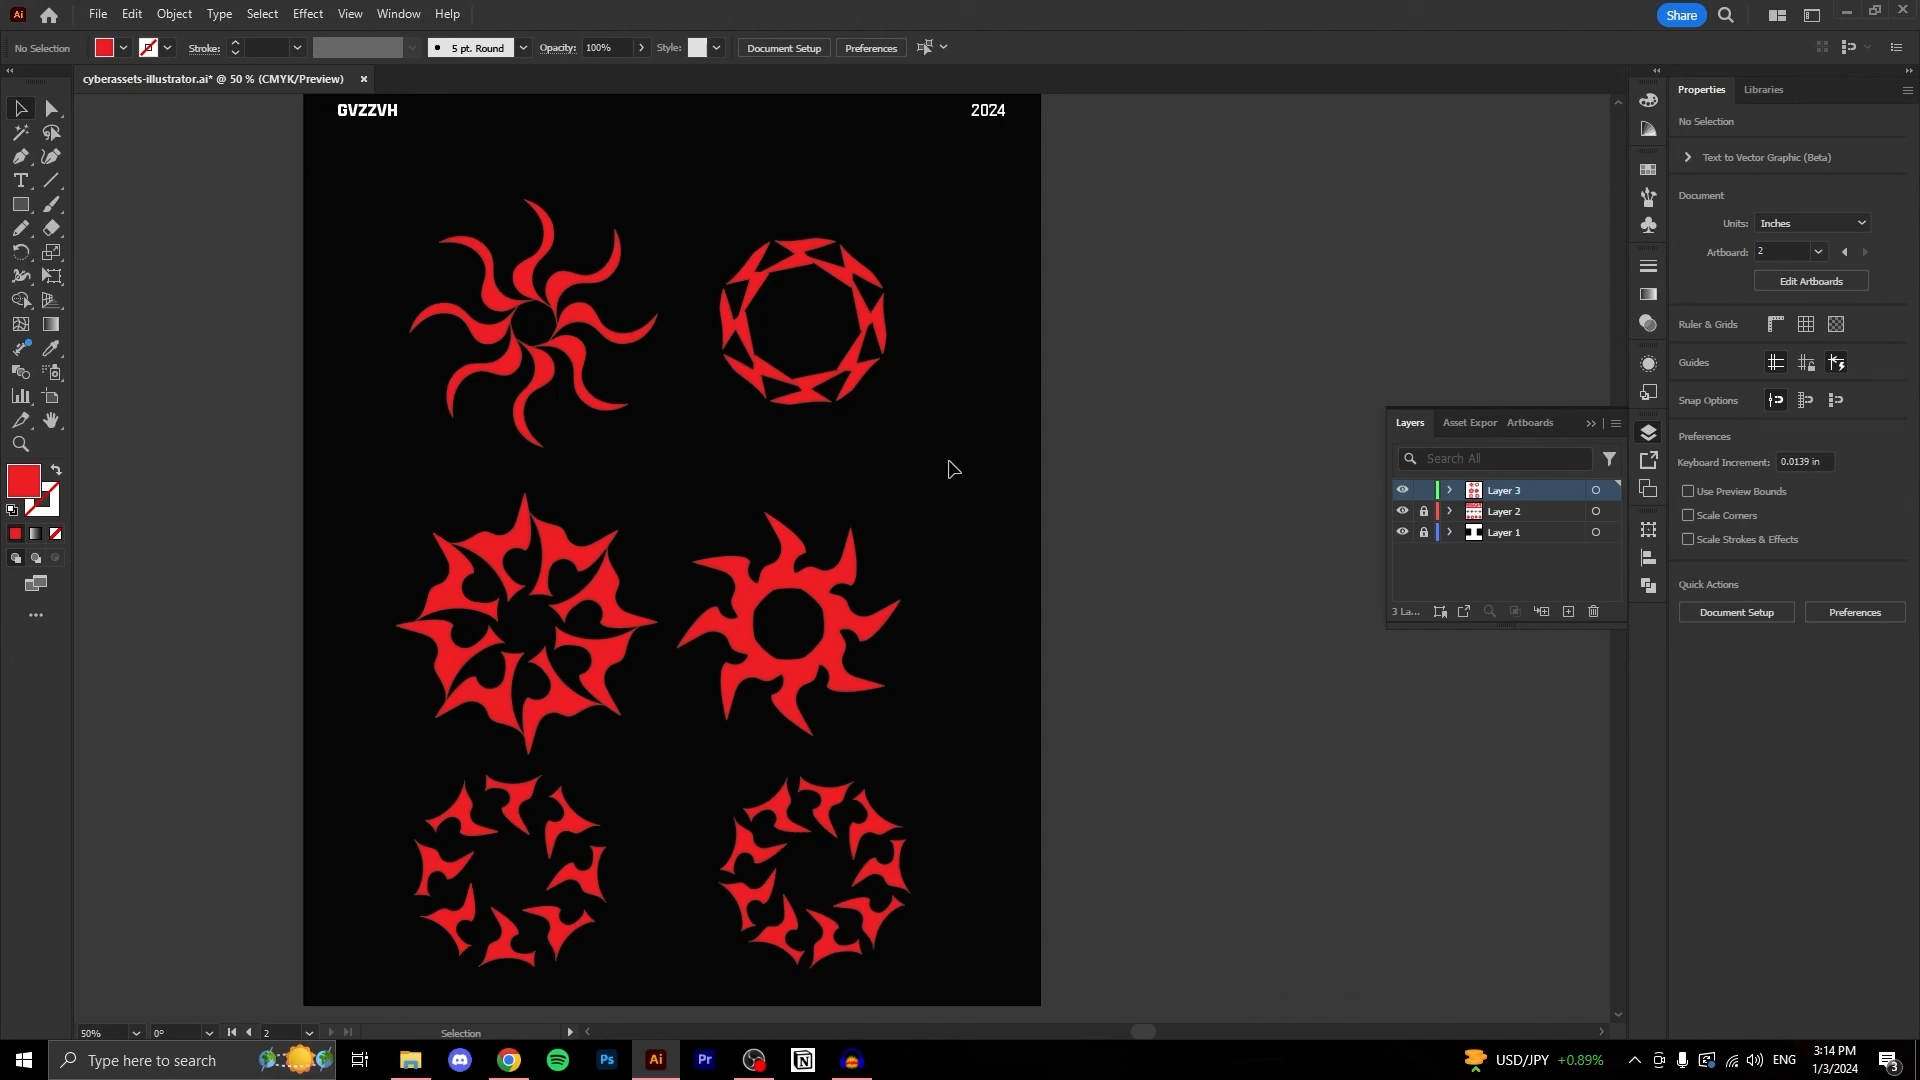 Ai File Edit Object Type Select Effect View Window Help Share
No Selection Stroke: 5 pt. Round Opacity: 100% Style: Document Setup Preferences
cyberassets-illustrator.ai* @ 50 % (CMYK/Preview)
GVZZVH 2024
Properties Libraries
No Selection
Text to Vector Graphic (Beta)
Document
Units: Inches
Artboard: 2
Edit Artboards
Ruler & Grids
Guides
Snap Options
Preferences
Keyboard Increment: 0.0139 in
Use Preview Bounds
Scale Corners
Scale Strokes & Effects
Quick Actions
Document Setup Preferences
Layers Asset Expor Artboards
Search All
Layer 3
Layer 2
Layer 1
3 La...
50% 0° 2 Selection
Type here to search
Ps Ai Pr
USD/JPY +0.89%
ENG
3:14 PM
1/3/2024
3